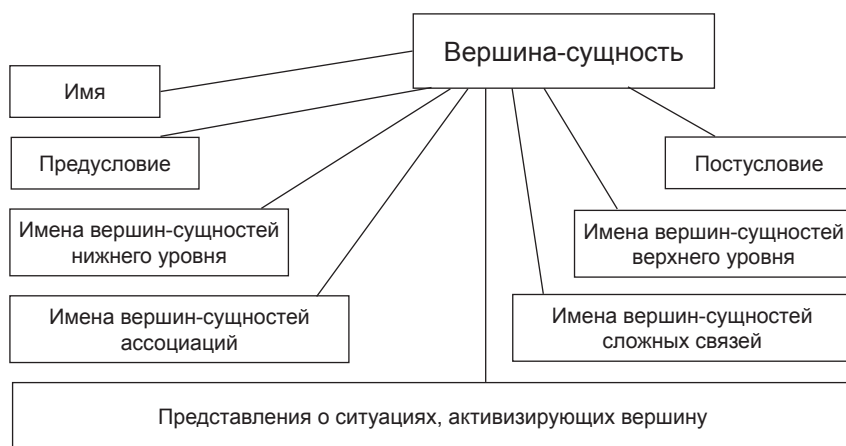 Вершина-сущность
Имя
Предусловие
Постусловие
Имена вершин-сущностей
нижнего уровня
Имена вершин-сущностей
верхнего уровня
Имена вершин-сущностей
ассоциаций
Имена вершин-сущностей
сложных связей
Представления о ситуациях, активизирующих вершину